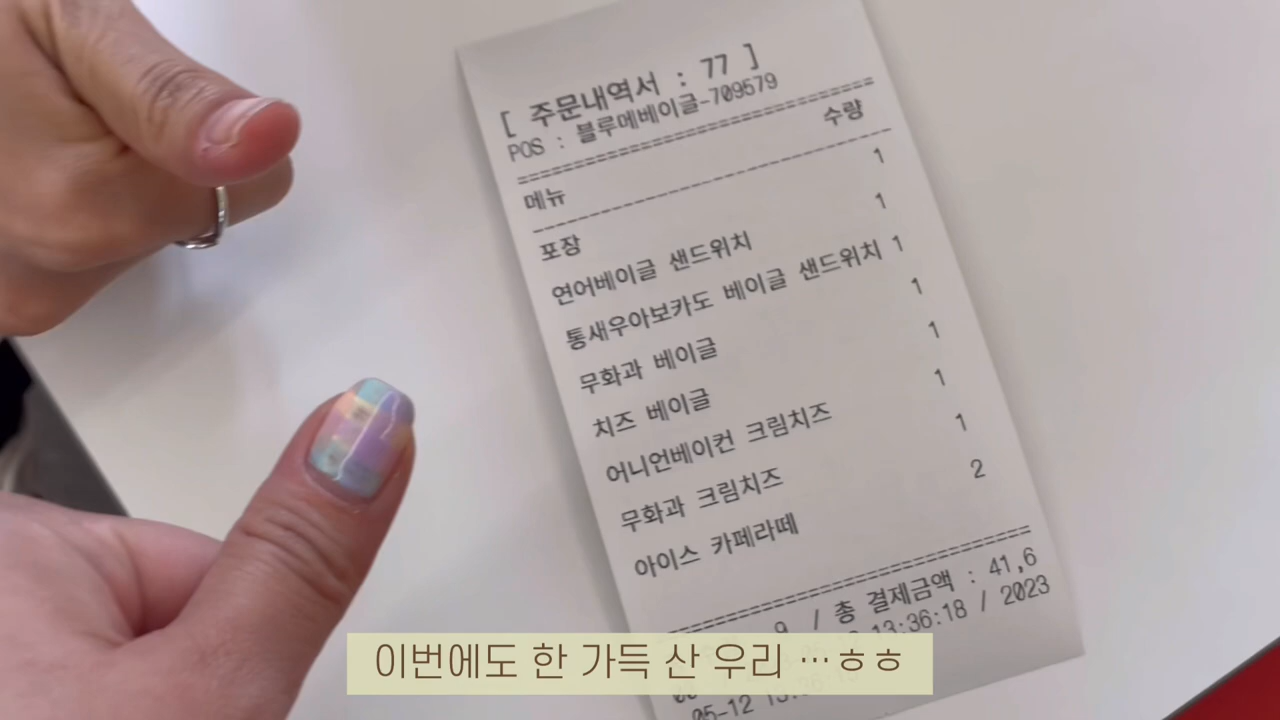 [ 주문내역서 : 77 ]
POS : 블루메베이글-709579
메뉴 수량
포장 1
연어베이글 샌드위치 1
통새우아보카도 베이글 샌드위치 1
무화과 베이글 1
치즈 베이글 1
어니언베이컨 크림치즈 1
무화과 크림치즈 1
아이스 카페라떼 2
9 / 총 결제금액 : 41,6
13:36:18 / 2023
05-12
이번에도 한 가득 산 우리 …ㅎㅎ